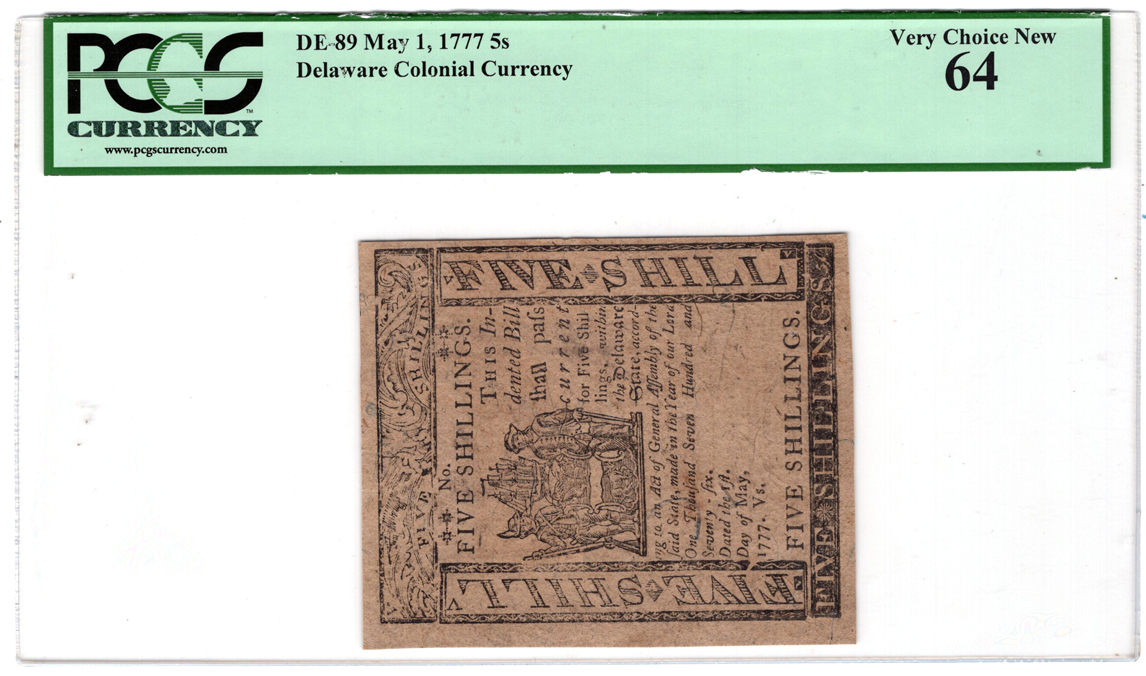 PCGS
CURRENCY
www.pcgscurrency.com
DE-89 May 1, 1777 5s
Delaware Colonial Currency
Very Choice New
64
FIVE SHILLINGS
FIVE SHILL
No.
FIVE SHILLINGS.
THIS In-
dented Bill
ſhall paſs
current
for Five Shil
lings, within
the Delaware
State, accord-
ing to an Act of General Aſſembly of the
ſaid State, made in the Year of our Lord
One Thouſand Seven Hundred and
Seventy-ſix.
Dated the 1ſt.
Day of May,
1777. Vs.
FIVE SHILLINGS.
FIVE SHILL
FIVE SHILLINGS